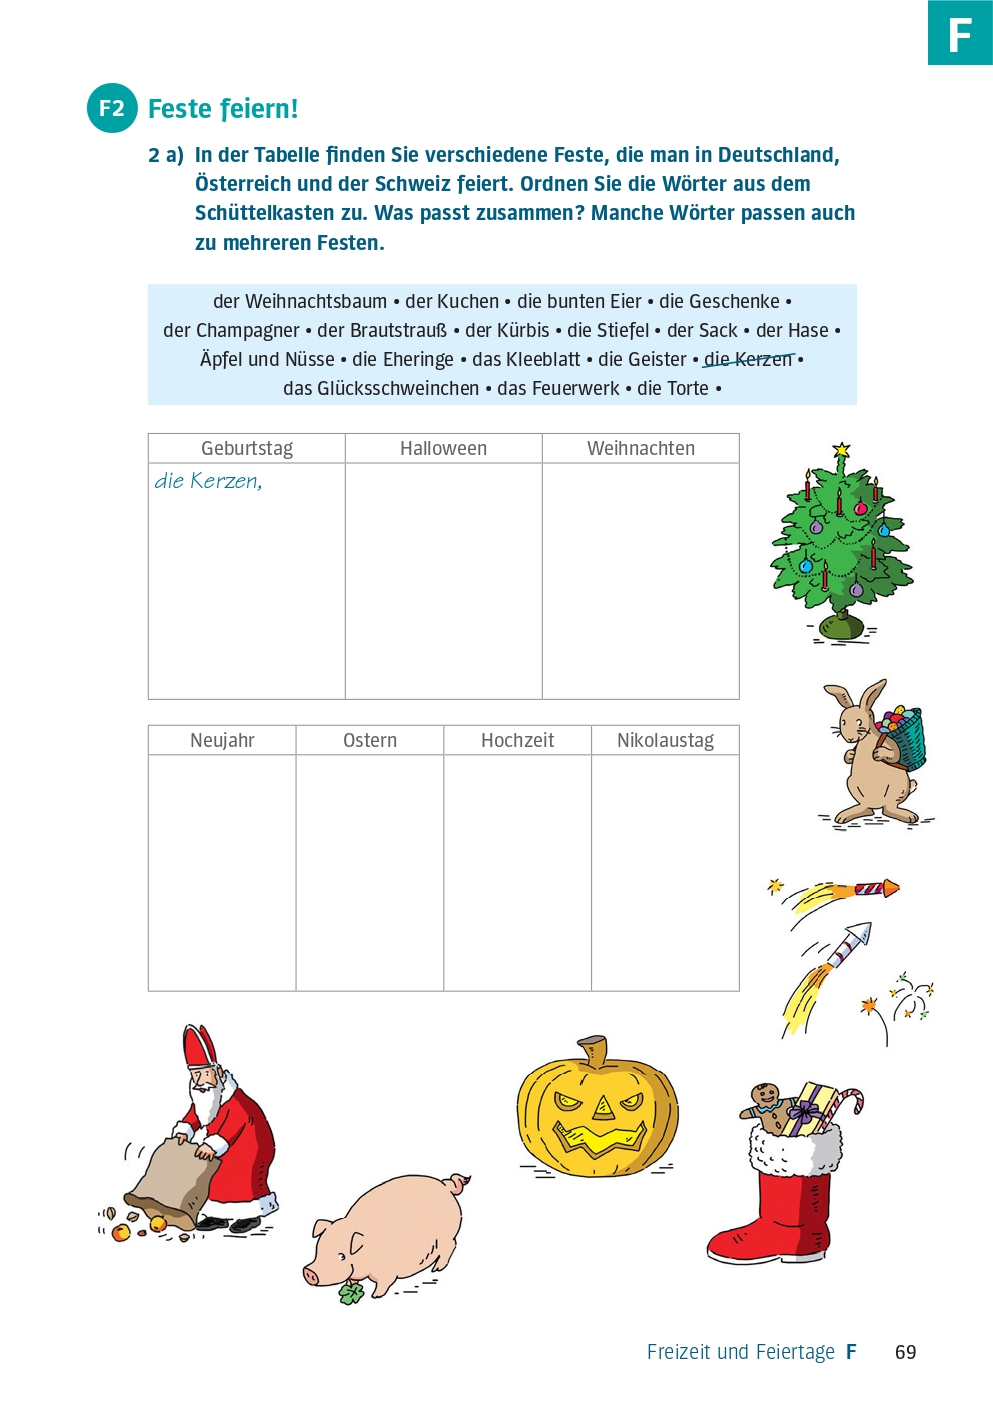 F
F2 Feste feiern!
2 a) In der Tabelle finden Sie verschiedene Feste, die man in Deutschland,
Österreich und der Schweiz feiert. Ordnen Sie die Wörter aus dem
Schüttelkasten zu. Was passt zusammen? Manche Wörter passen auch
zu mehreren Festen.
der Weihnachtsbaum • der Kuchen • die bunten Eier • die Geschenke •
der Champagner • der Brautstrauß • der Kürbis • die Stiefel • der Sack • der Hase •
Äpfel und Nüsse • die Eheringe • das Kleeblatt • die Geister • die Kerzen •
das Glücksschweinchen • das Feuerwerk • die Torte •
Geburtstag Halloween Weihnachten
die Kerzen,
Neujahr Ostern Hochzeit Nikolaustag
Freizeit und Feiertage F 69